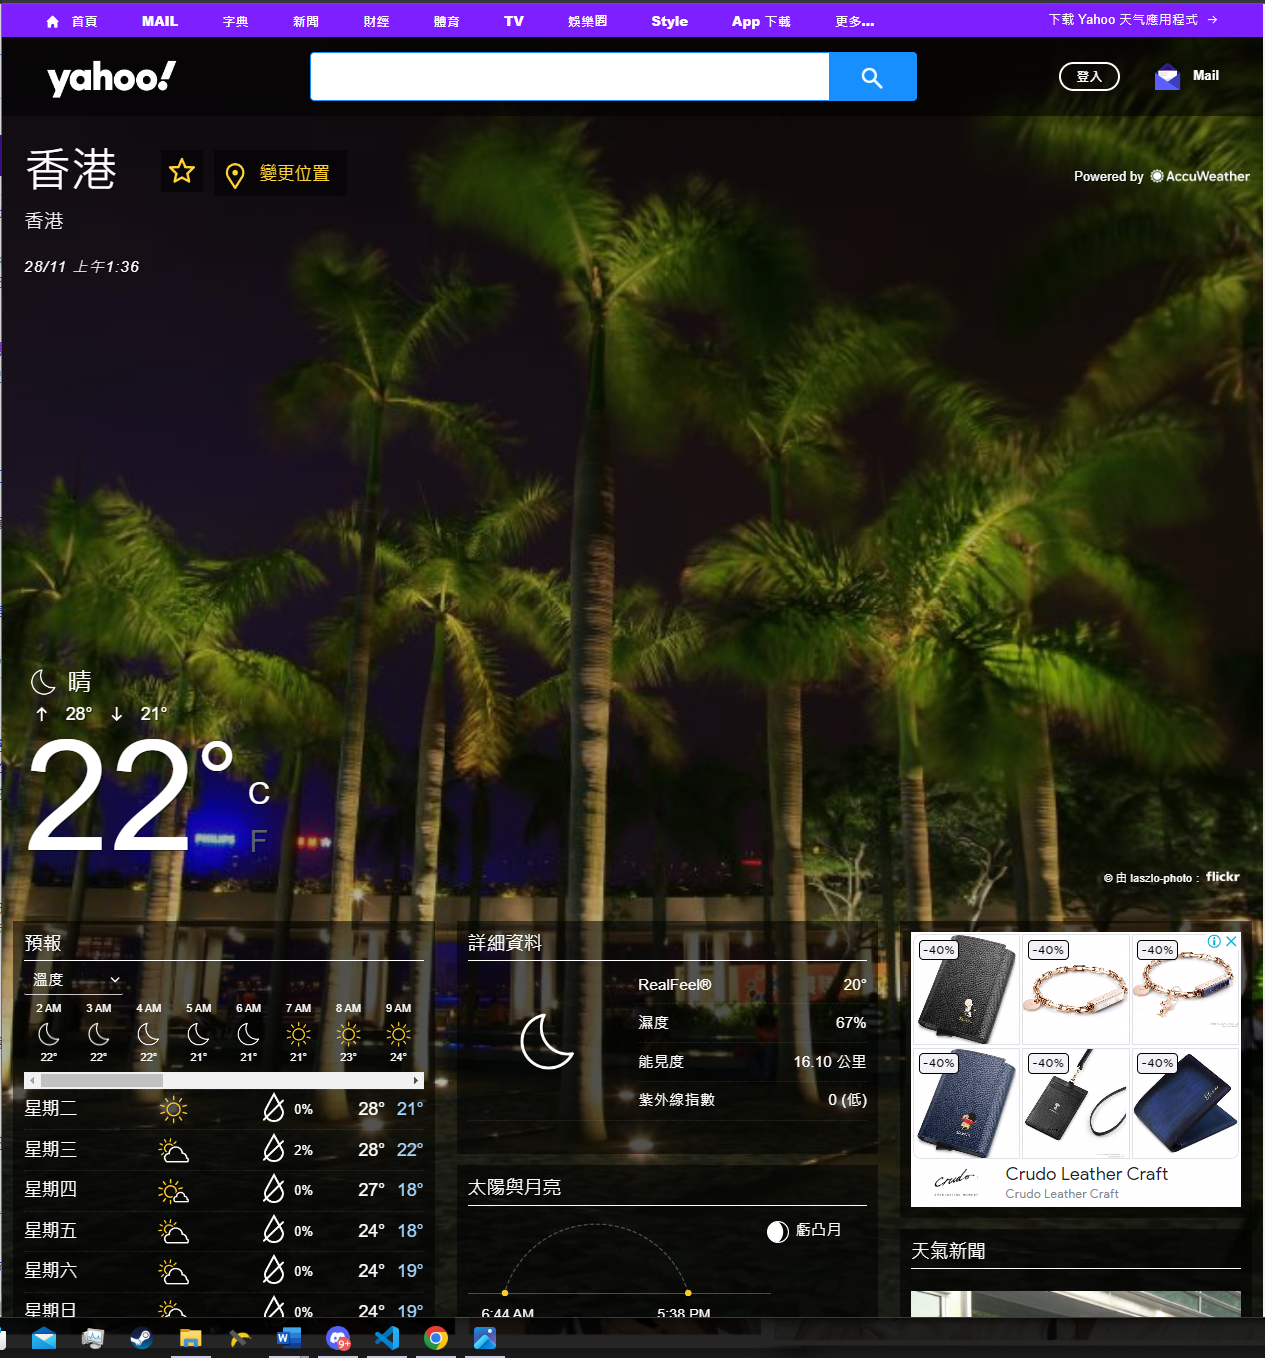 首頁 MAIL 字典 新聞 財經 體育 TV 娛樂圈 Style App 下載 更多... 下載 Yahoo 天氣應用程式 →
yahoo! 登入 Mail
香港 變更位置
Powered by AccuWeather
香港
28/11 上午1:36
晴
↑ 28° ↓ 21°
22° C
F
PHILIPS
© 由 laszlo-photo： flickr
預報
溫度
2 AM 3 AM 4 AM 5 AM 6 AM 7 AM 8 AM 9 AM
22° 22° 22° 21° 21° 21° 23° 24°
星期二 0% 28° 21°
星期三 2% 28° 22°
星期四 0% 27° 18°
星期五 0% 24° 18°
星期六 0% 24° 19°
星期日 0% 24° 19°
詳細資料
RealFeel® 20°
濕度 67%
能見度 16.10 公里
紫外線指數 0 (低)
太陽與月亮
虧凸月
6:44 AM 5:38 PM
-40% -40% -40%
-40% -40% -40%
Crudo Crudo Leather Craft
Crudo Leather Craft
天氣新聞
9+